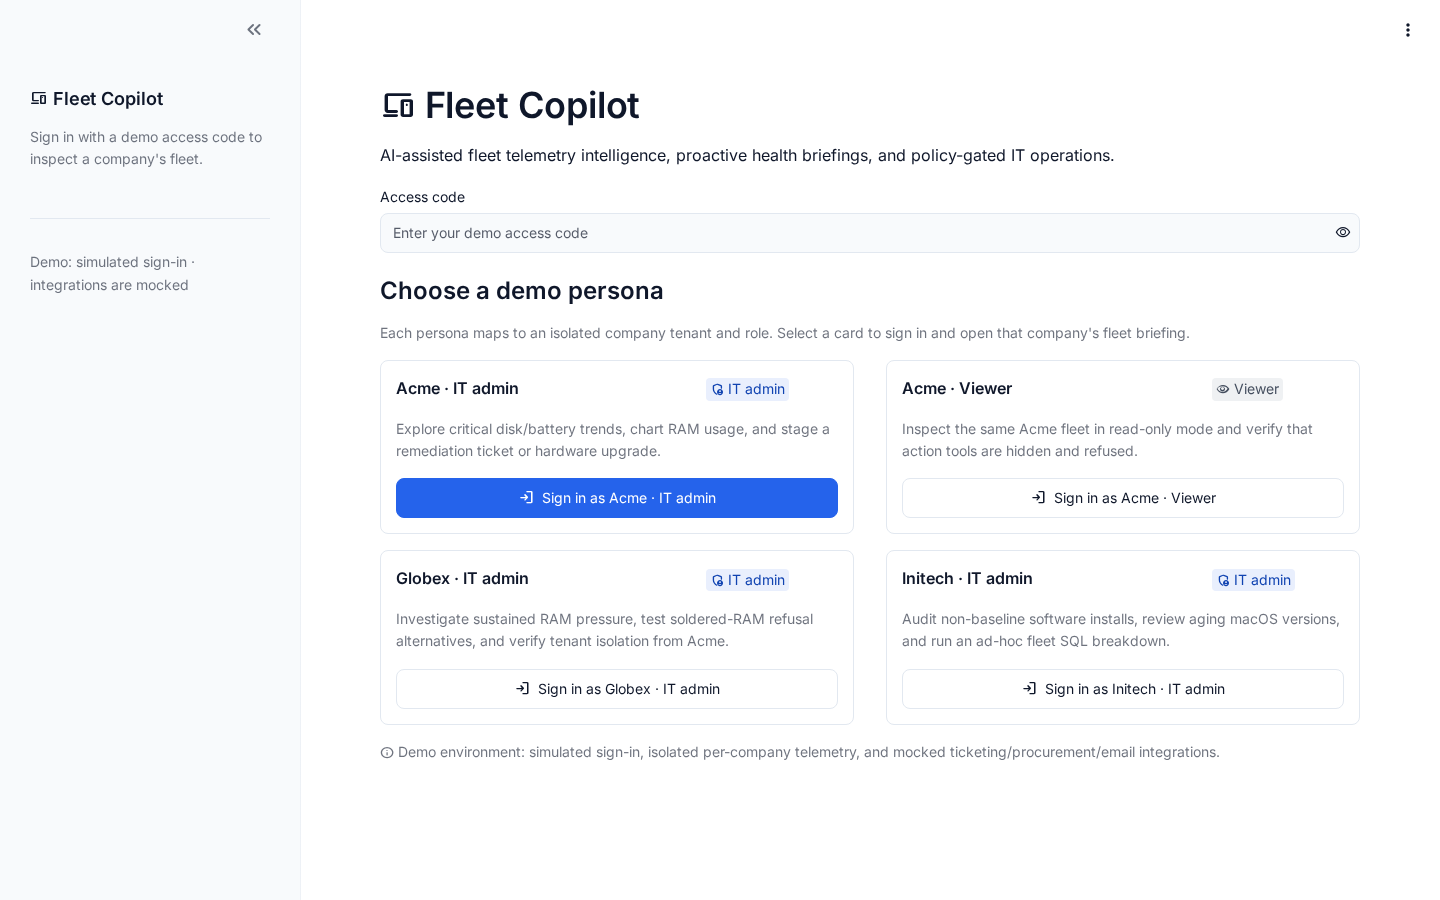 Fleet Copilot
Sign in with a demo access code to
inspect a company's fleet.
Demo: simulated sign-in ·
integrations are mocked
Fleet Copilot
AI-assisted fleet telemetry intelligence, proactive health briefings, and policy-gated IT operations.
Access code
Enter your demo access code
Choose a demo persona
Each persona maps to an isolated company tenant and role. Select a card to sign in and open that company's fleet briefing.
Acme · IT admin
IT admin
Explore critical disk/battery trends, chart RAM usage, and stage a
remediation ticket or hardware upgrade.
Sign in as Acme · IT admin
Acme · Viewer
Viewer
Inspect the same Acme fleet in read-only mode and verify that
action tools are hidden and refused.
Sign in as Acme · Viewer
Globex · IT admin
IT admin
Investigate sustained RAM pressure, test soldered-RAM refusal
alternatives, and verify tenant isolation from Acme.
Sign in as Globex · IT admin
Initech · IT admin
IT admin
Audit non-baseline software installs, review aging macOS versions,
and run an ad-hoc fleet SQL breakdown.
Sign in as Initech · IT admin
Demo environment: simulated sign-in, isolated per-company telemetry, and mocked ticketing/procurement/email integrations.